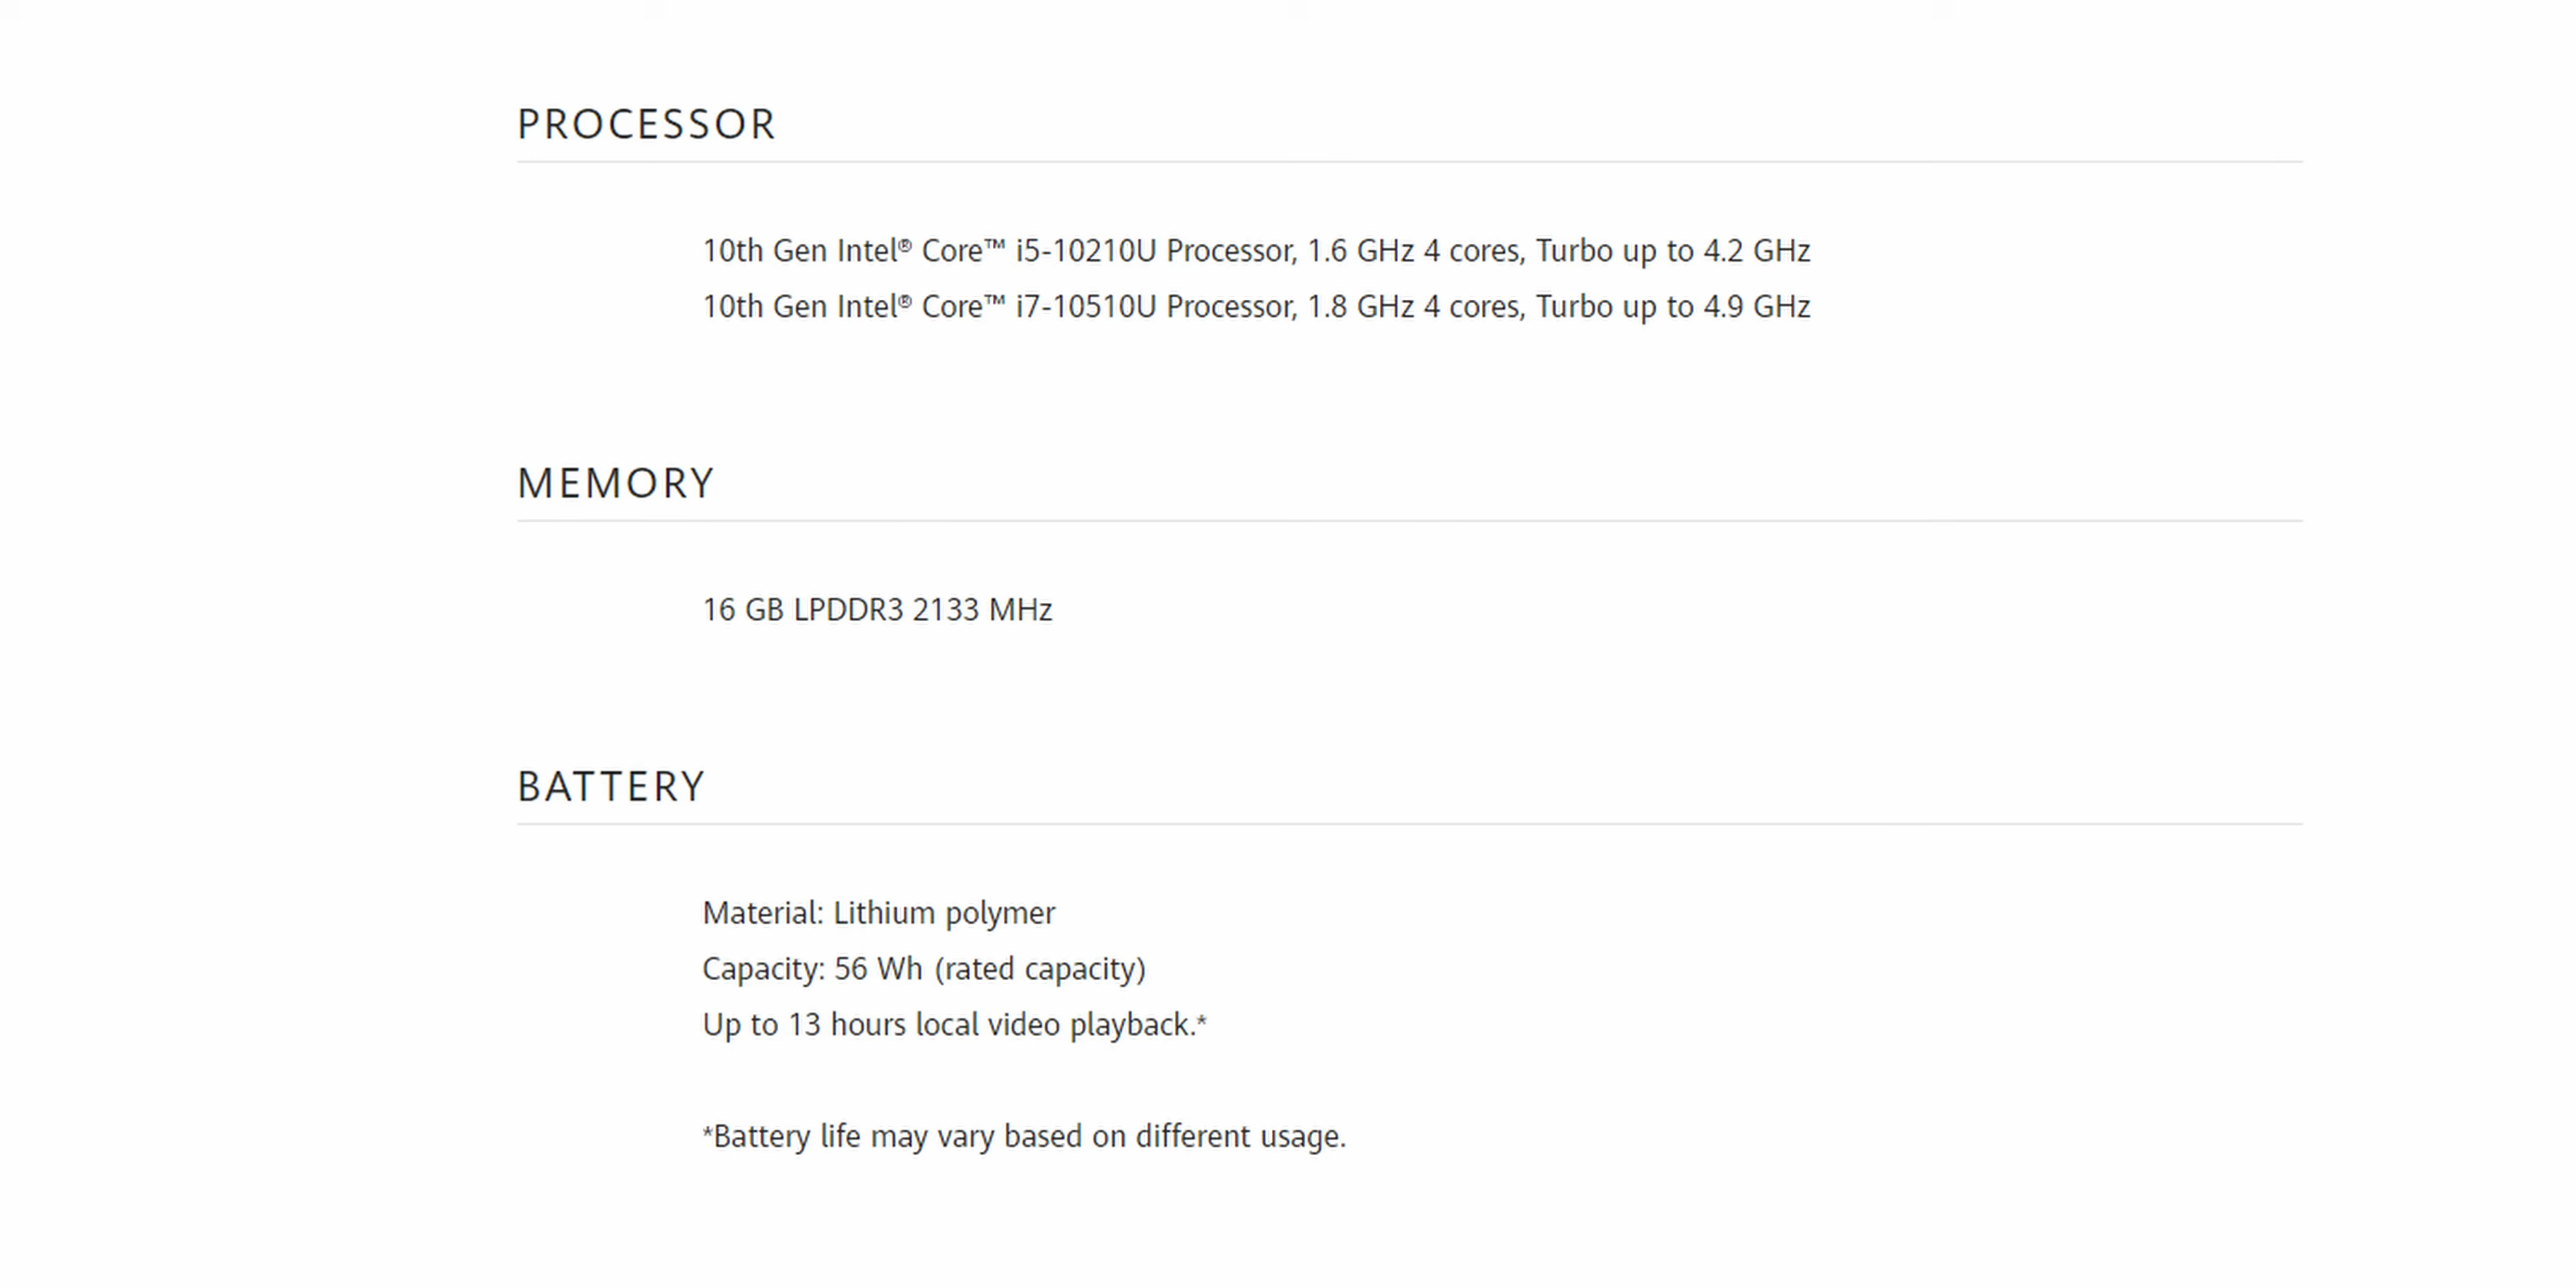 PROCESSOR
10th Gen Intel® Core™ i5-10210U Processor, 1.6 GHz 4 cores, Turbo up to 4.2 GHz
10th Gen Intel® Core™ i7-10510U Processor, 1.8 GHz 4 cores, Turbo up to 4.9 GHz
MEMORY
16 GB LPDDR3 2133 MHz
BATTERY
Material: Lithium polymer
Capacity: 56 Wh (rated capacity)
Up to 13 hours local video playback.*
*Battery life may vary based on different usage.